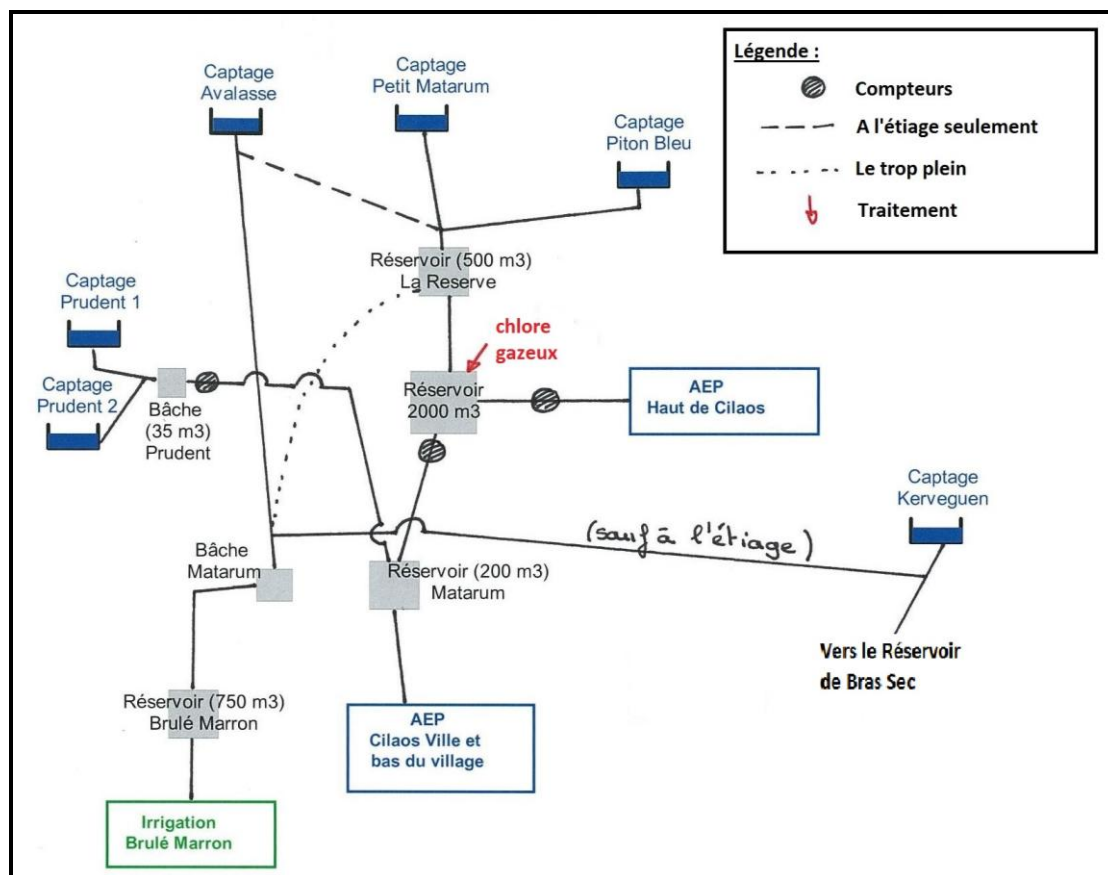 Légende :
Compteurs
A l'étiage seulement
Le trop plein
Traitement
Captage
Avalasse
Captage
Petit Matarum
Captage
Piton Bleu
Réservoir (500 m3)
La Reserve
Captage
Prudent 1
chlore
gazeux
Captage
Prudent 2
Bâche
(35 m3)
Prudent
Réservoir
2000 m3
AEP
Haut de Cilaos
Captage
Kerveguen
(sauf à l'étiage)
Bâche
Matarum
Réservoir (200 m3)
Matarum
Vers le Réservoir
de Bras Sec
Réservoir (750 m3)
Brulé Marron
AEP
Cilaos Ville et
bas du village
Irrigation
Brulé Marron